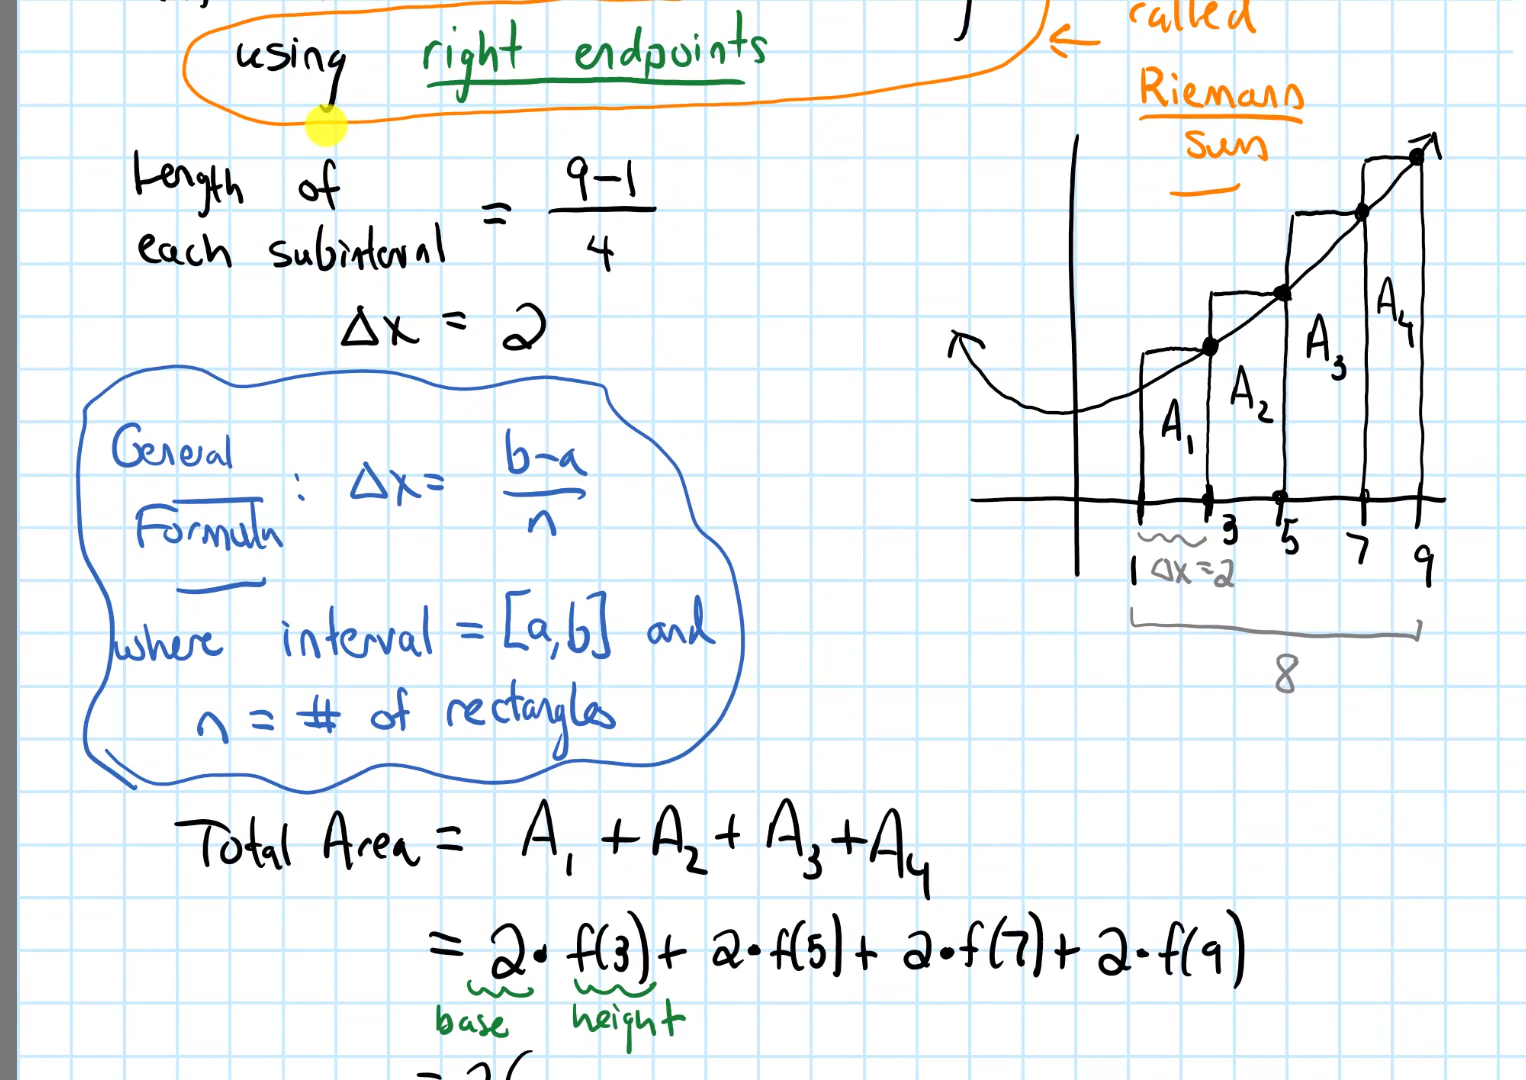 using right endpoints
called
Riemann
sum
Length of
each subinterval = 9-1/4
Δx = 2
General
Formula : Δx = b-a/n
where interval = [a,b] and
n = # of rectangles
A₁ A₂ A₃ A₄
1 3 5 7 9
Δx=2
8
Total Area = A₁ + A₂ + A₃ + A₄
= 2· f(3) + 2·f(5) + 2·f(7) + 2·f(9)
base height
= 2(